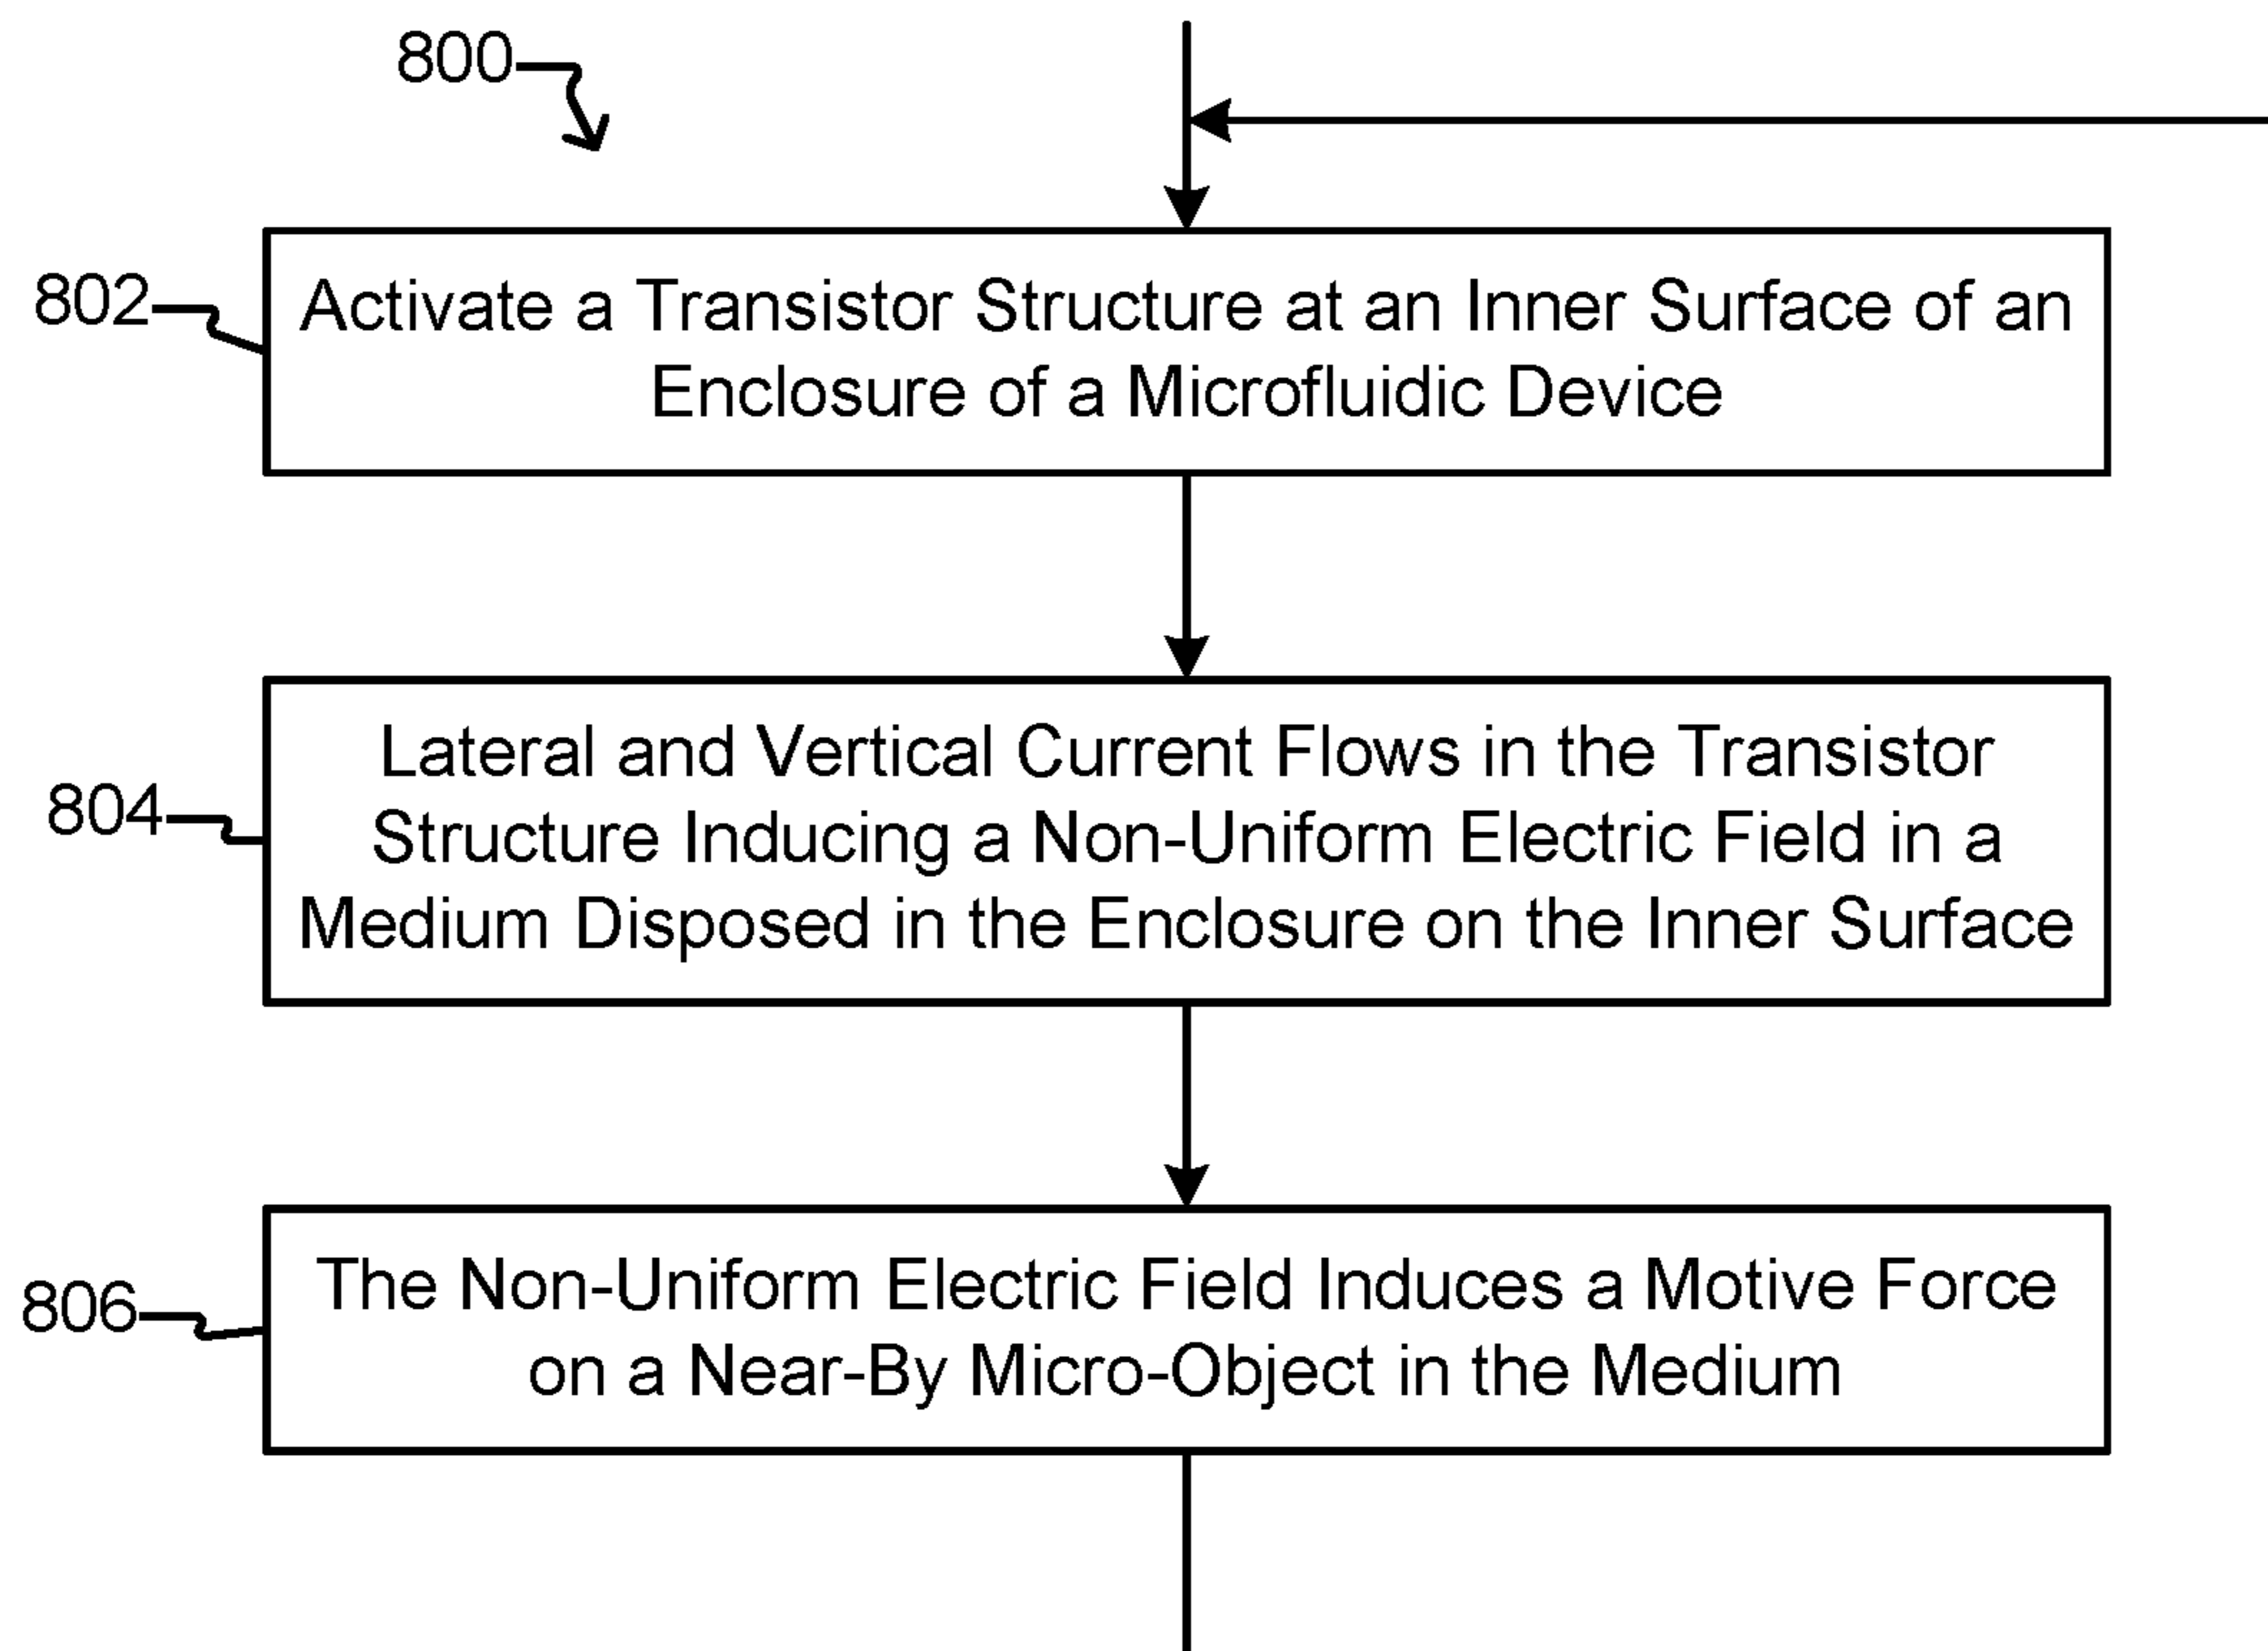 800
802
Activate a Transistor Structure at an Inner Surface of an
Enclosure of a Microfluidic Device
804
Lateral and Vertical Current Flows in the Transistor
Structure Inducing a Non-Uniform Electric Field in a
Medium Disposed in the Enclosure on the Inner Surface
806
The Non-Uniform Electric Field Induces a Motive Force
on a Near-By Micro-Object in the Medium